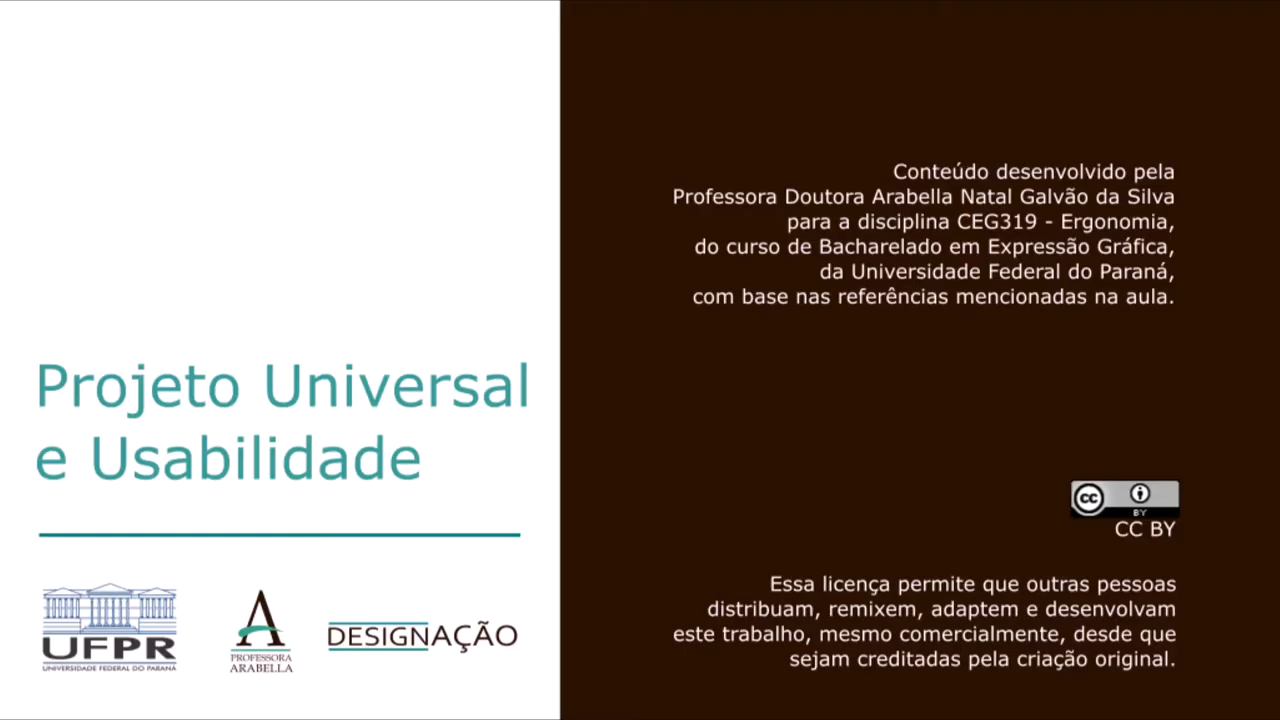 Projeto Universal
e Usabilidade
UFPR
UNIVERSIDADE FEDERAL DO PARANÁ
A
PROFESSORA
ARABELLA
DESIGNAÇÃO
Conteúdo desenvolvido pela
Professora Doutora Arabella Natal Galvão da Silva
para a disciplina CEG319 - Ergonomia,
do curso de Bacharelado em Expressão Gráfica,
da Universidade Federal do Paraná,
com base nas referências mencionadas na aula.
cc
BY
CC BY
Essa licença permite que outras pessoas
distribuam, remixem, adaptem e desenvolvam
este trabalho, mesmo comercialmente, desde que
sejam creditadas pela criação original.